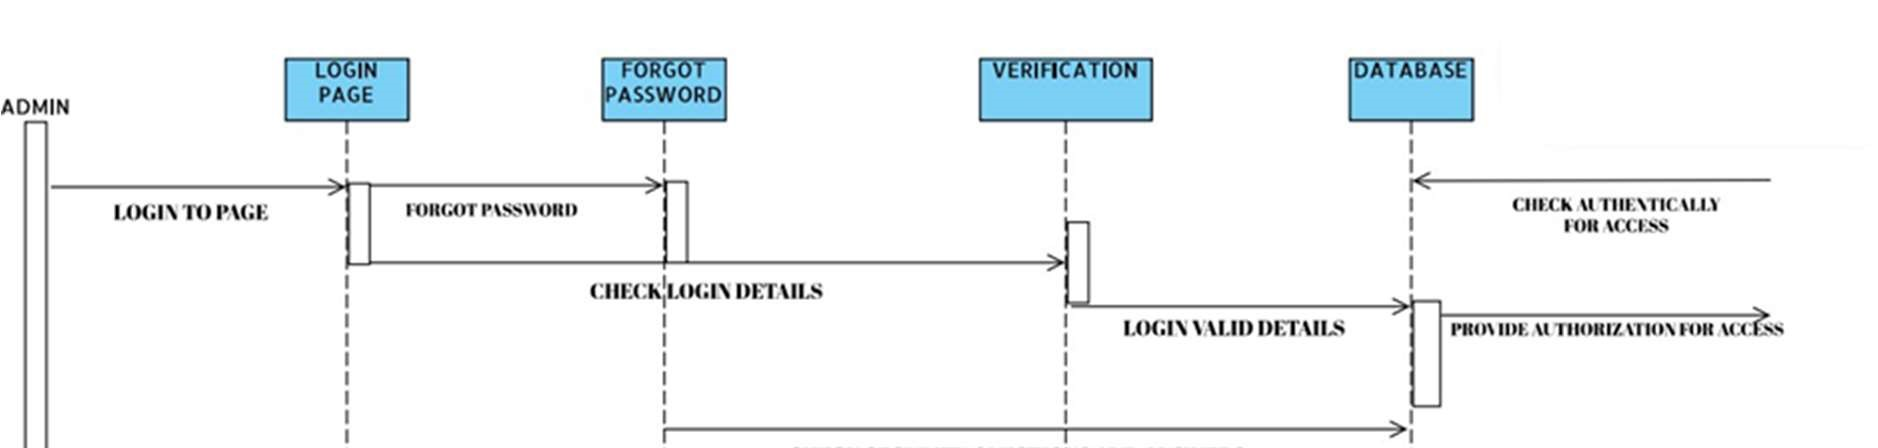 LOGIN
PAGE
FORGOT
PASSWORD
VERIFICATION
DATABASE
ADMIN
LOGIN TO PAGE
FORGOT PASSWORD
CHECK AUTHENTICALLY
FOR ACCESS
CHECK LOGIN DETAILS
LOGIN VALID DETAILS
PROVIDE AUTHORIZATION FOR ACCESS